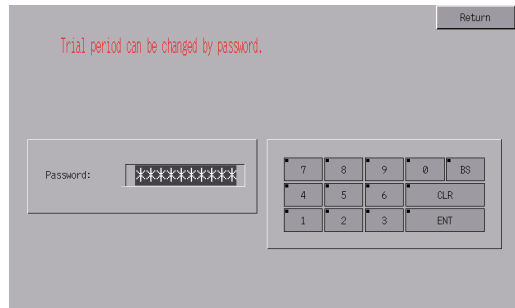 Return
Trial period can be changed by password.
Password: **********
7 8 9 0 BS
4 5 6 CLR
1 2 3 ENT